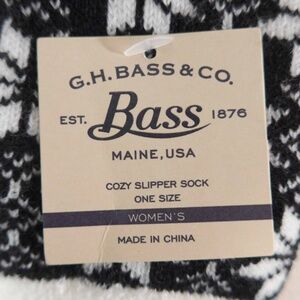 G.H. BASS & CO.
EST. Bass 1876
MAINE, USA
COZY SLIPPER SOCK
ONE SIZE
WOMEN'S
MADE IN CHINA